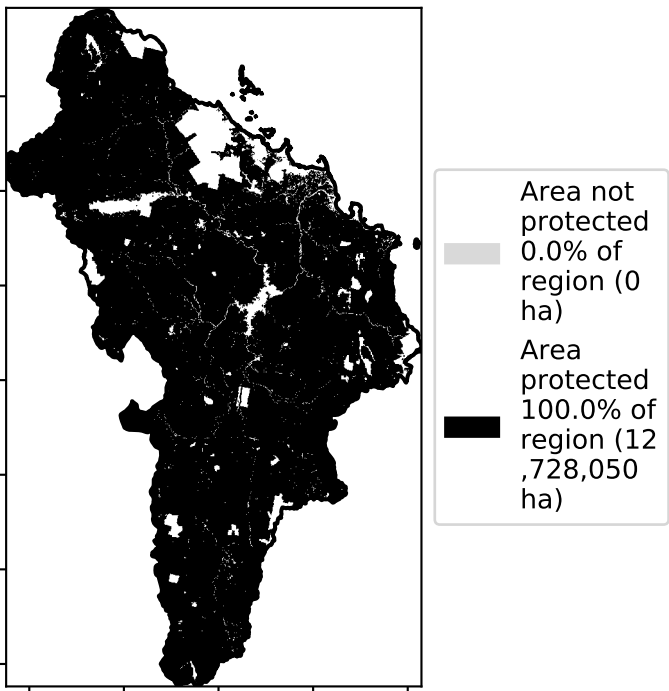 Area not
protected
0.0% of
region (0
ha)
Area
protected
100.0% of
region (12
,728,050
ha)